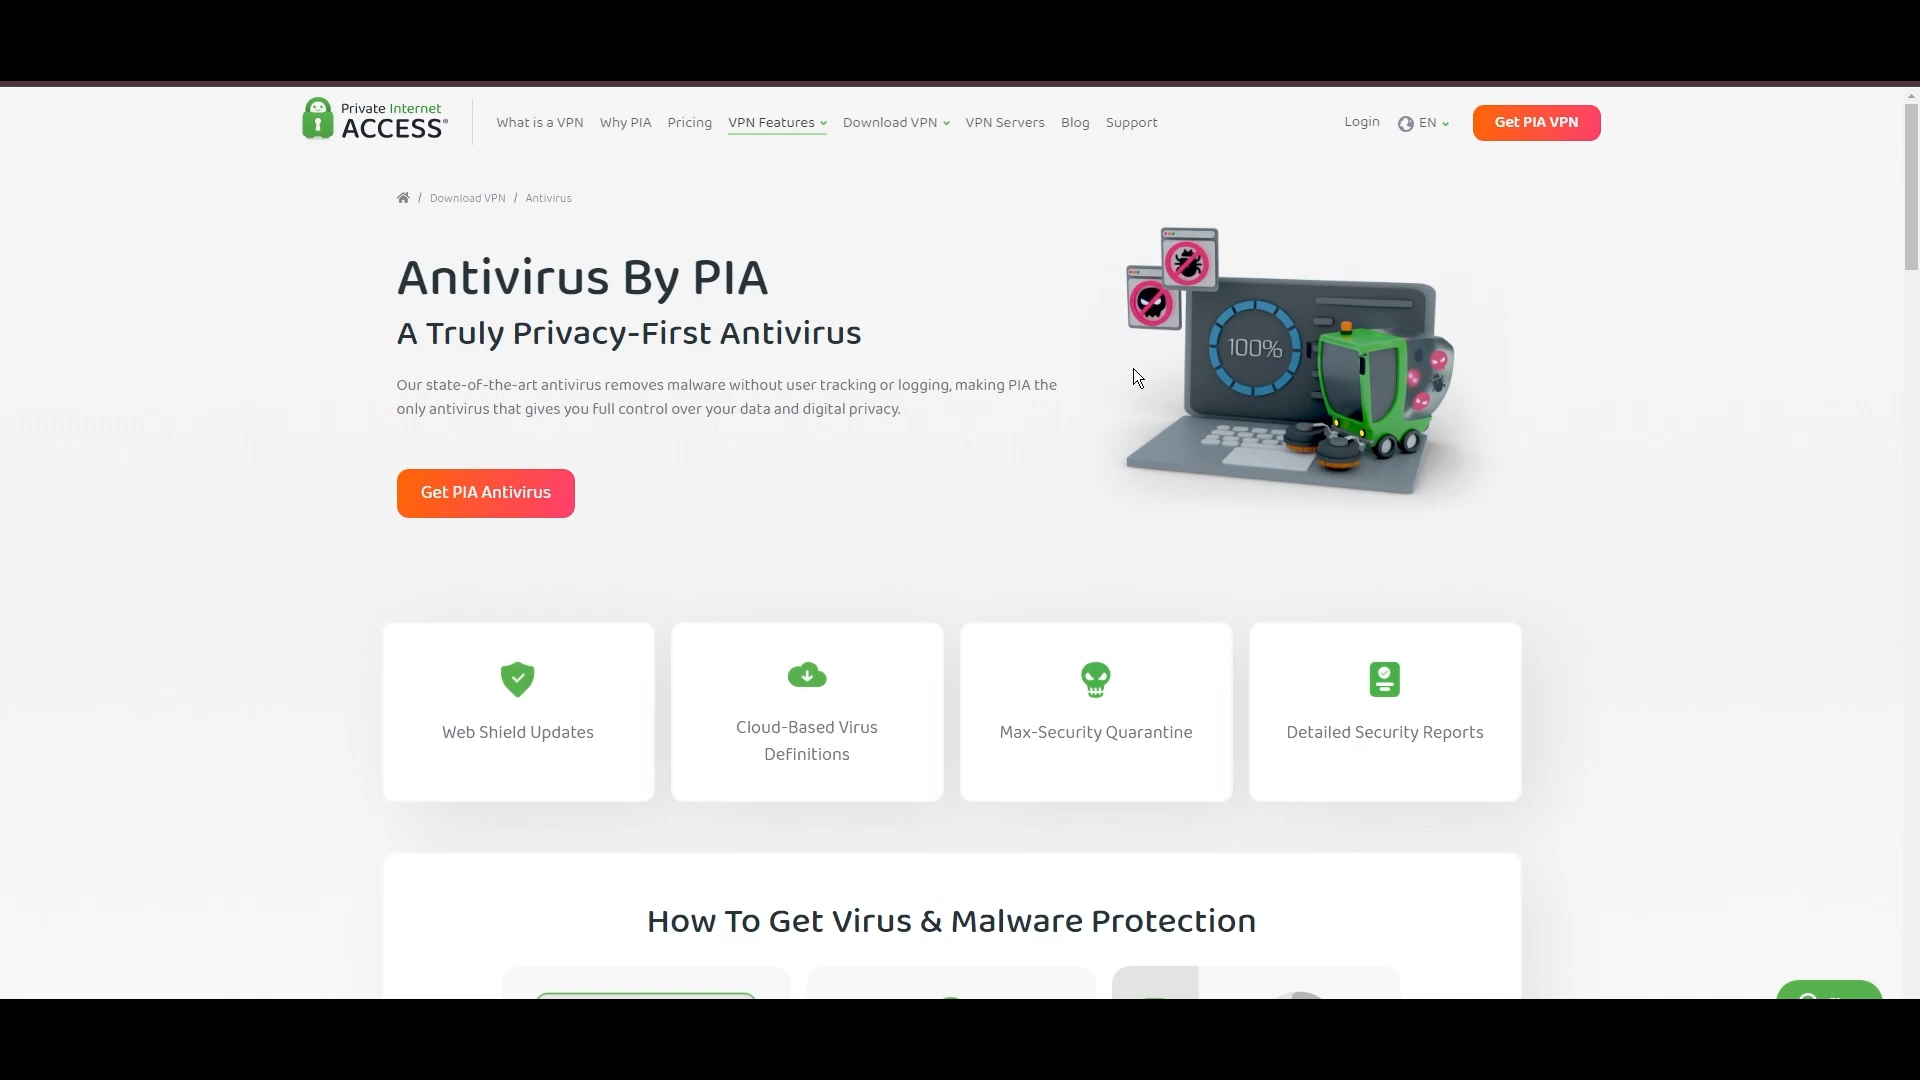 Private Internet
ACCESS®
What is a VPN
Why PIA
Pricing
VPN Features
Download VPN
VPN Servers
Blog
Support
Login
EN
Get PIA VPN
/ Download VPN / Antivirus
Antivirus By PIA
A Truly Privacy-First Antivirus
Our state-of-the-art antivirus removes malware without user tracking or logging, making PIA the
only antivirus that gives you full control over your data and digital privacy.
Get PIA Antivirus
100%
Web Shield Updates
Cloud-Based Virus
Definitions
Max-Security Quarantine
Detailed Security Reports
How To Get Virus & Malware Protection